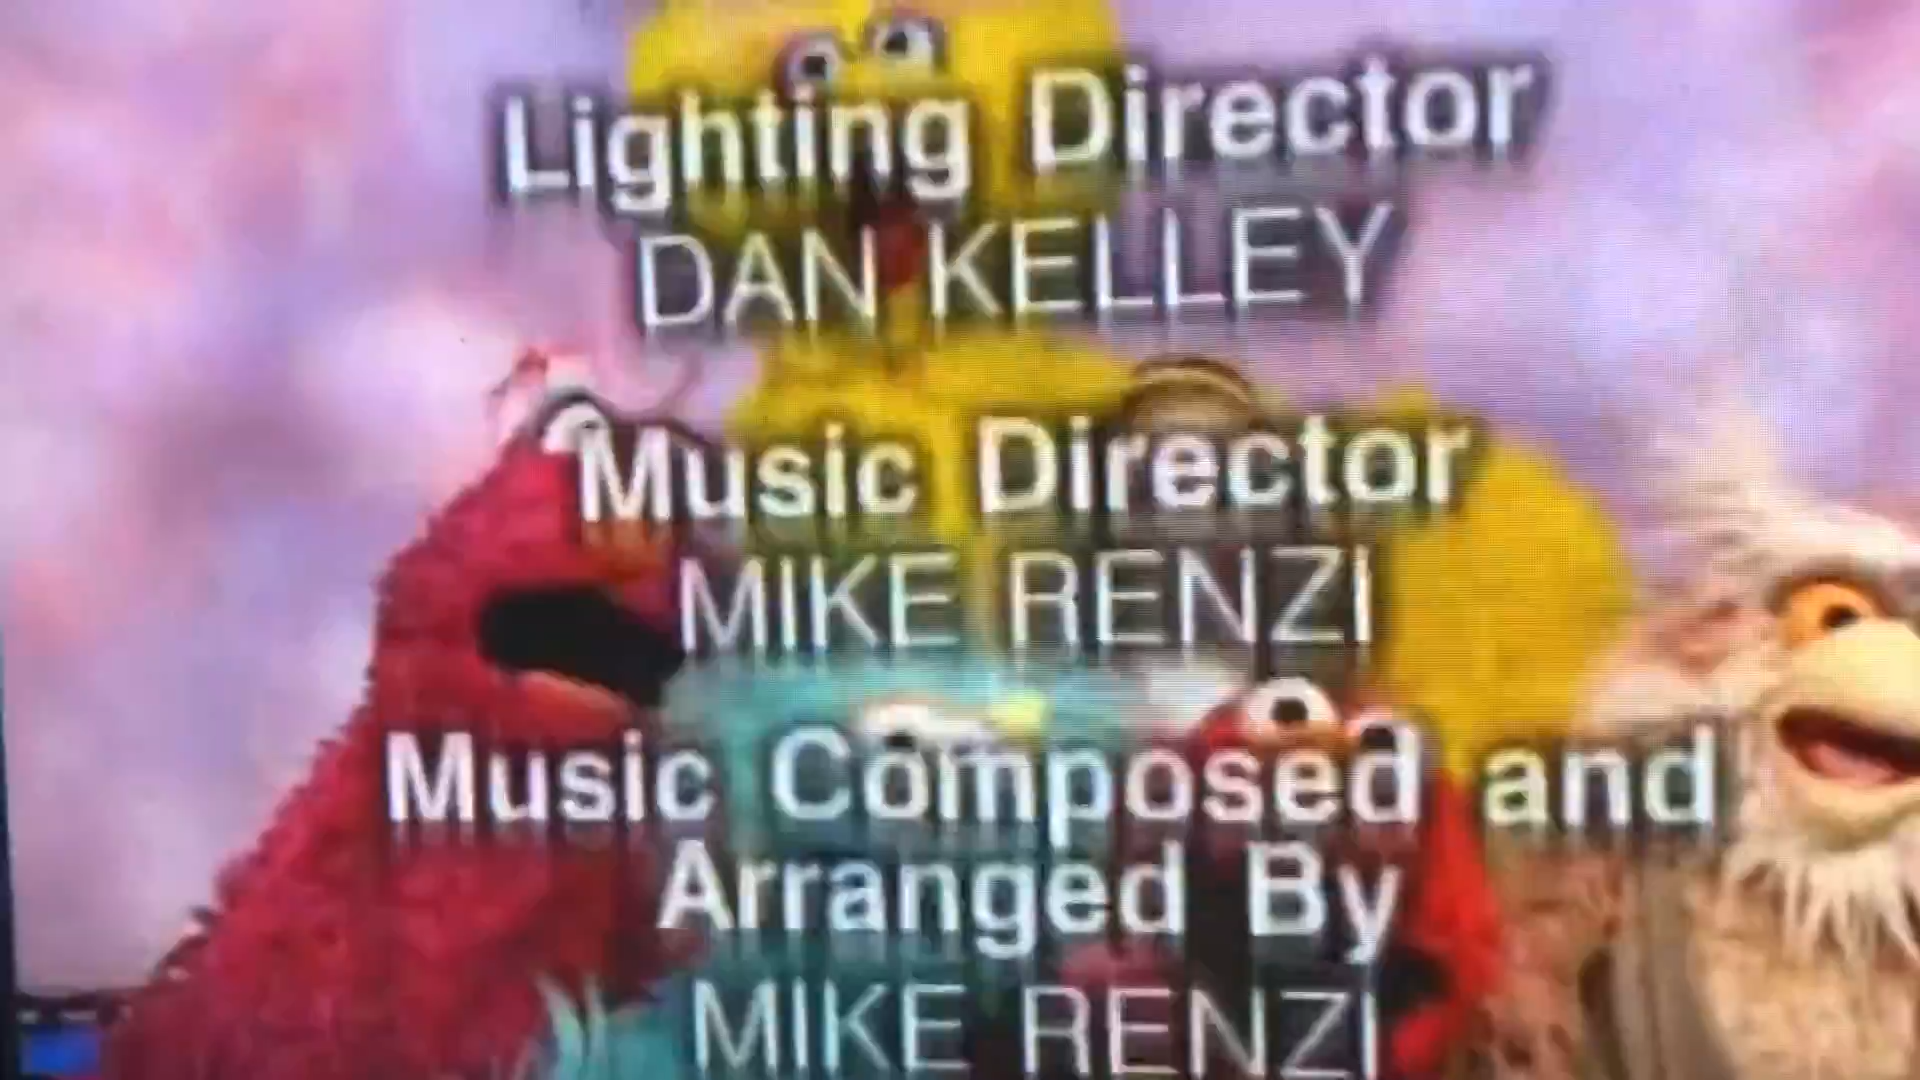 Lighting Director
DAN KELLEY
Music Director
MIKE RENZI
Music Composed and
Arranged By
MIKE RENZI